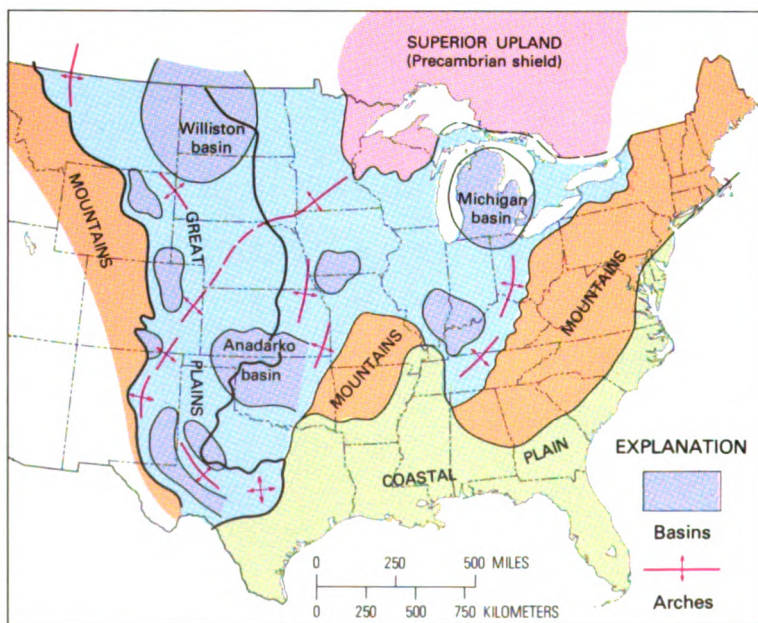 SUPERIOR UPLAND
(Precambrian shield)
Williston
basin
Michigan
basin
MOUNTAINS
GREAT
PLAINS
Anadarko
basin
MOUNTAINS
MOUNTAINS
COASTAL
PLAIN
EXPLANATION
Basins
Arches
0 250 500 MILES
0 250 500 750 KILOMETERS